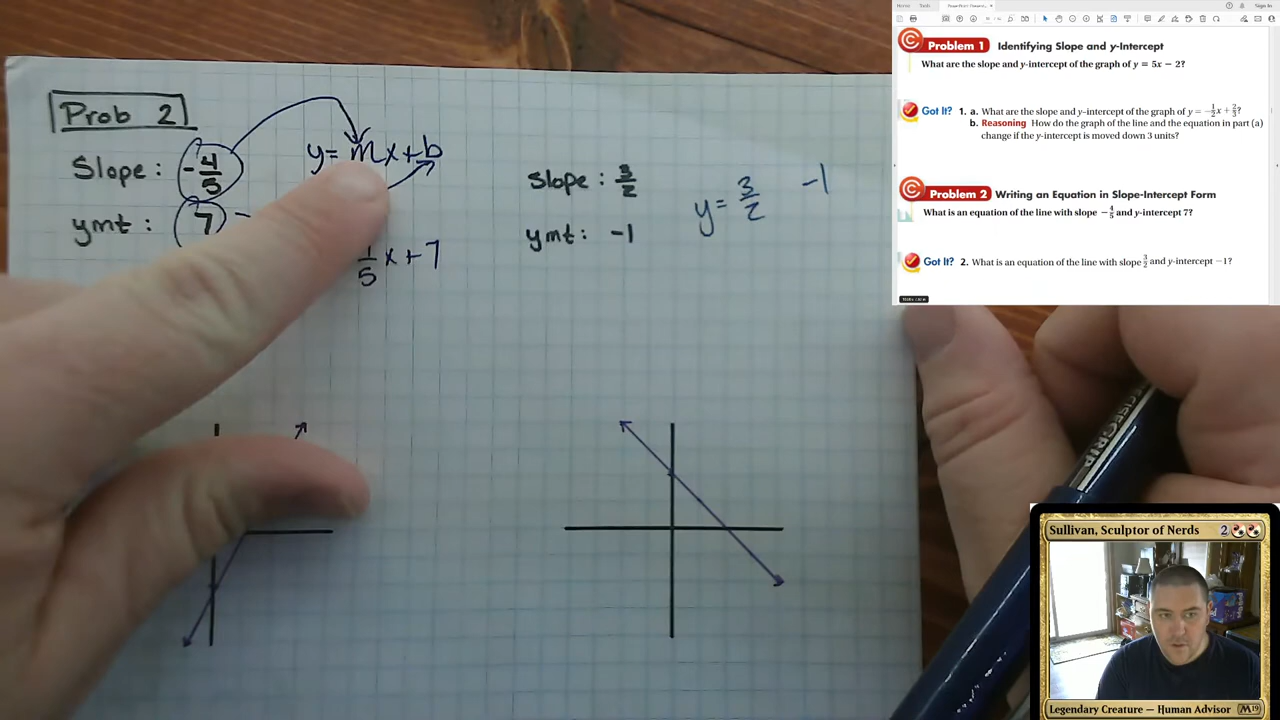 Prob 2
Slope: -4/5
y=mx+b
ymt: 7
/5 x+7
Slope: 3/2
ymt: -1
y= 3/2 -1
Home Tools
Sign In
Problem 1 Identifying Slope and y-Intercept
What are the slope and y-intercept of the graph of y = 5x − 2?
Got It? 1. a. What are the slope and y-intercept of the graph of y = −1/2x + 2/3?
b. Reasoning How do the graph of the line and the equation in part (a)
change if the y-intercept is moved down 3 units?
Problem 2 Writing an Equation in Slope-Intercept Form
What is an equation of the line with slope −4/5 and y-intercept 7?
Got It? 2. What is an equation of the line with slope 3/2 and y-intercept −1?
Sullivan, Sculptor of Nerds 2
Legendary Creature — Human Advisor M19